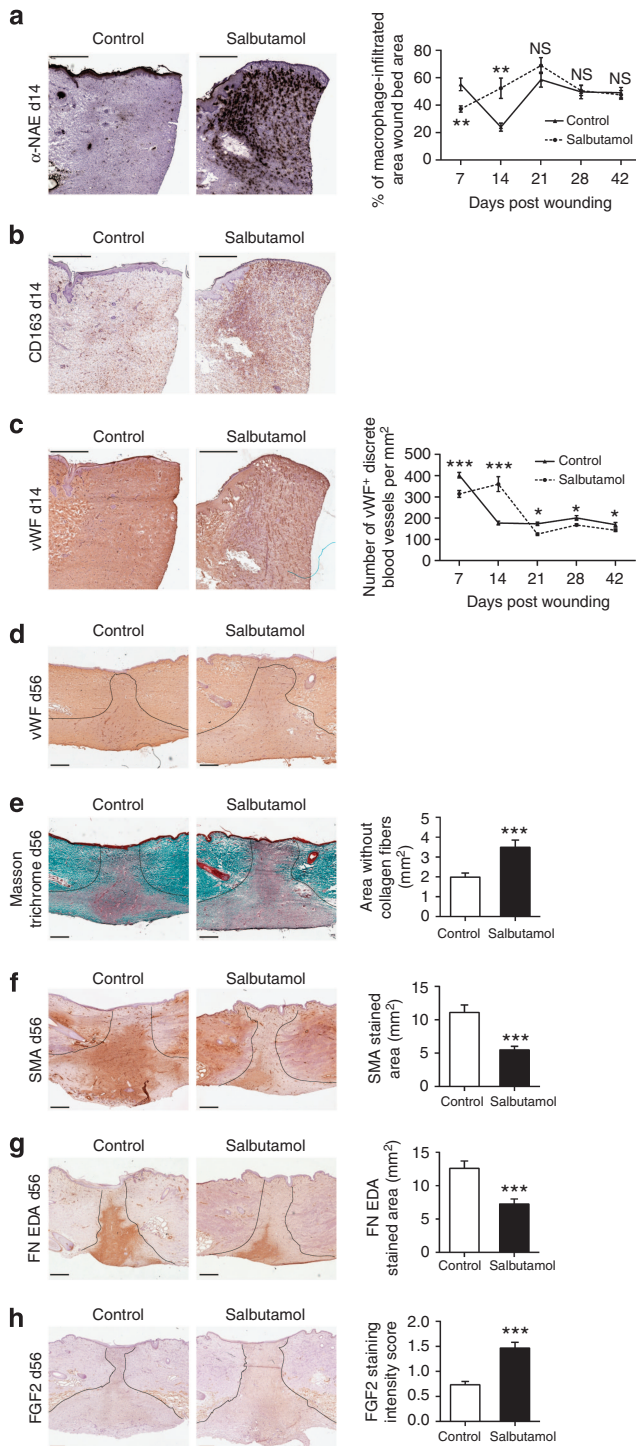 a
Control
Salbutamol
α-NAE d14
% of macrophage-infiltrated
area wound bed area
80
60
40
20
0
NS
**
NS
NS
**
Control
Salbutamol
7
14
21
28
42
Days post wounding
b
Control
Salbutamol
CD163 d14
c
Control
Salbutamol
vWF d14
Number of vWF+ discrete
blood vessels per mm2
500
400
300
200
100
0
***
***
*
*
*
Control
Salbutamol
7
14
21
28
42
Days post wounding
d
Control
Salbutamol
vWF d56
e
Control
Salbutamol
Masson
trichrome d56
Area without
collagen fibers
(mm2)
5
4
3
2
1
0
***
Control
Salbutamol
f
Control
Salbutamol
SMA d56
SMA stained
area (mm2)
15
10
5
0
***
Control
Salbutamol
g
Control
Salbutamol
FN EDA d56
FN EDA
stained area (mm2)
15
10
5
0
***
Control
Salbutamol
h
Control
Salbutamol
FGF2 d56
FGF2 staining
intensity score
2.0
1.5
1.0
0.5
0
***
Control
Salbutamol